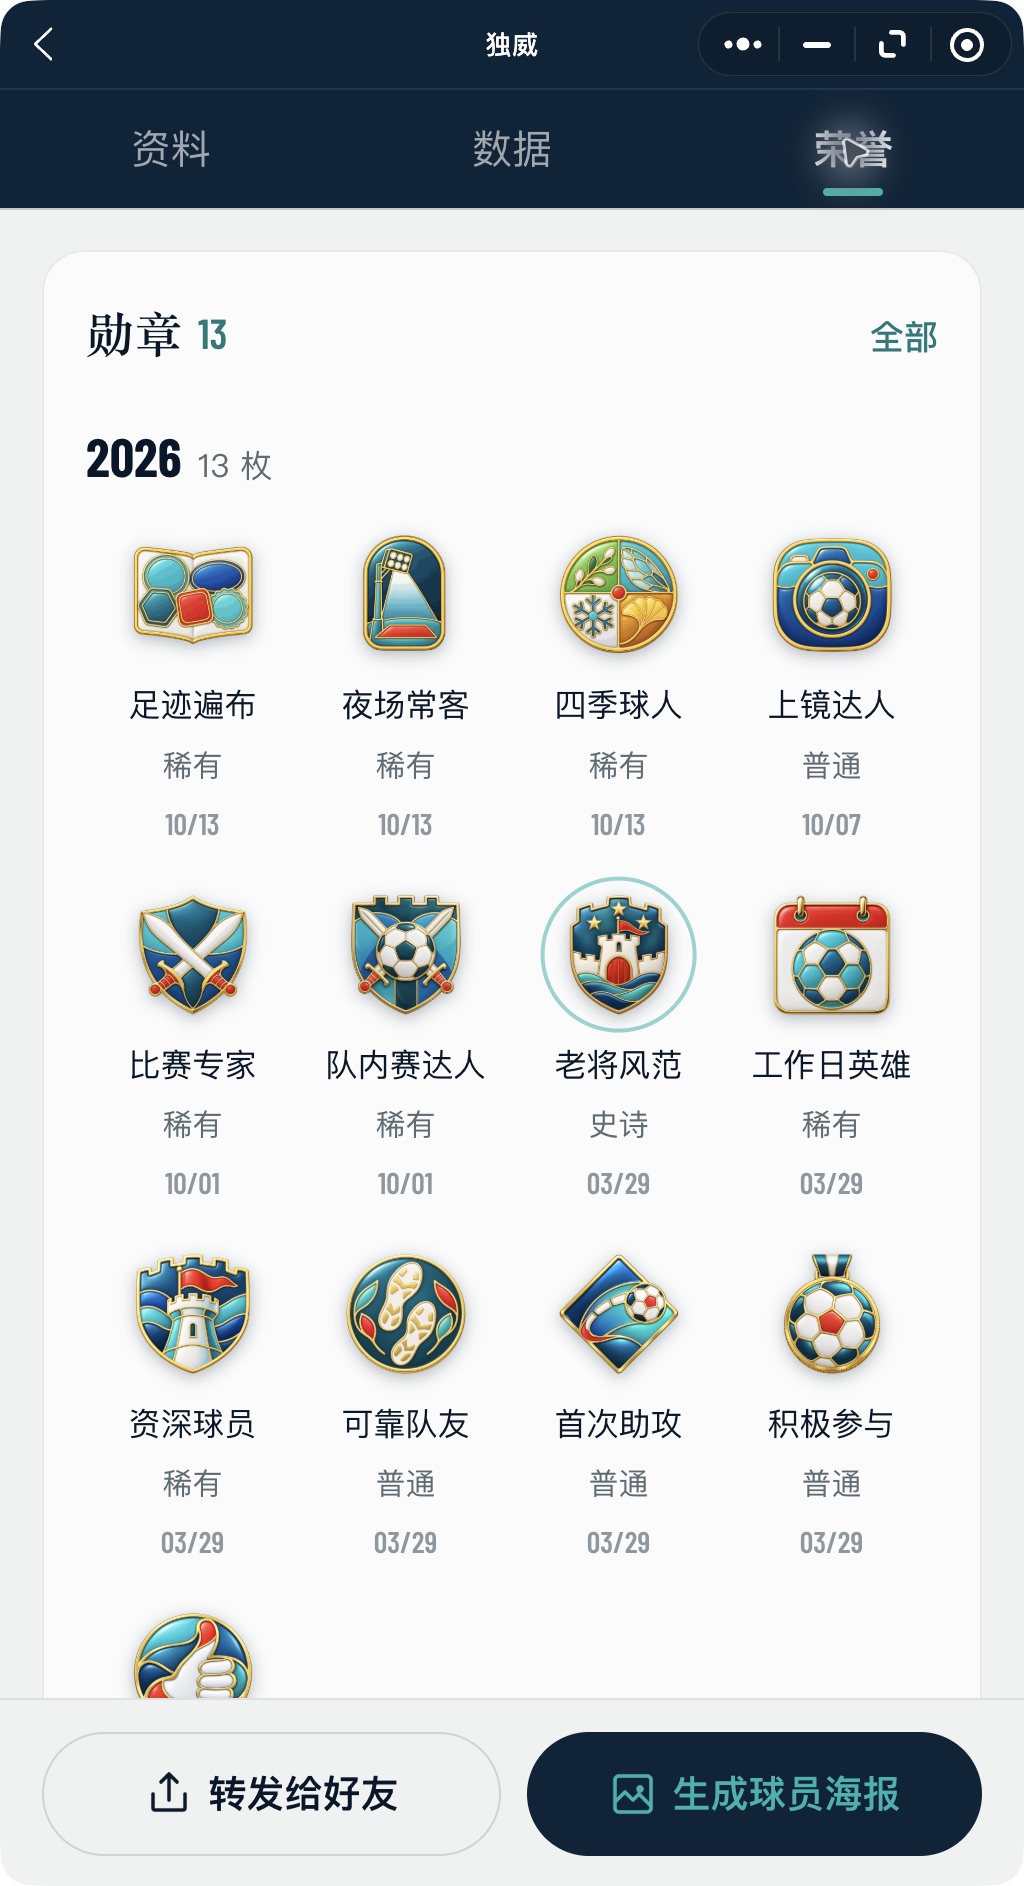 独威
资料 数据 荣誉
勋章 13 全部
2026 13 枚
足迹遍布 夜场常客 四季球人 上镜达人
稀有 稀有 稀有 普通
10/13 10/13 10/13 10/07
比赛专家 队内赛达人 老将风范 工作日英雄
稀有 稀有 史诗 稀有
10/01 10/01 03/29 03/29
资深球员 可靠队友 首次助攻 积极参与
稀有 普通 普通 普通
03/29 03/29 03/29 03/29
转发给好友 生成球员海报